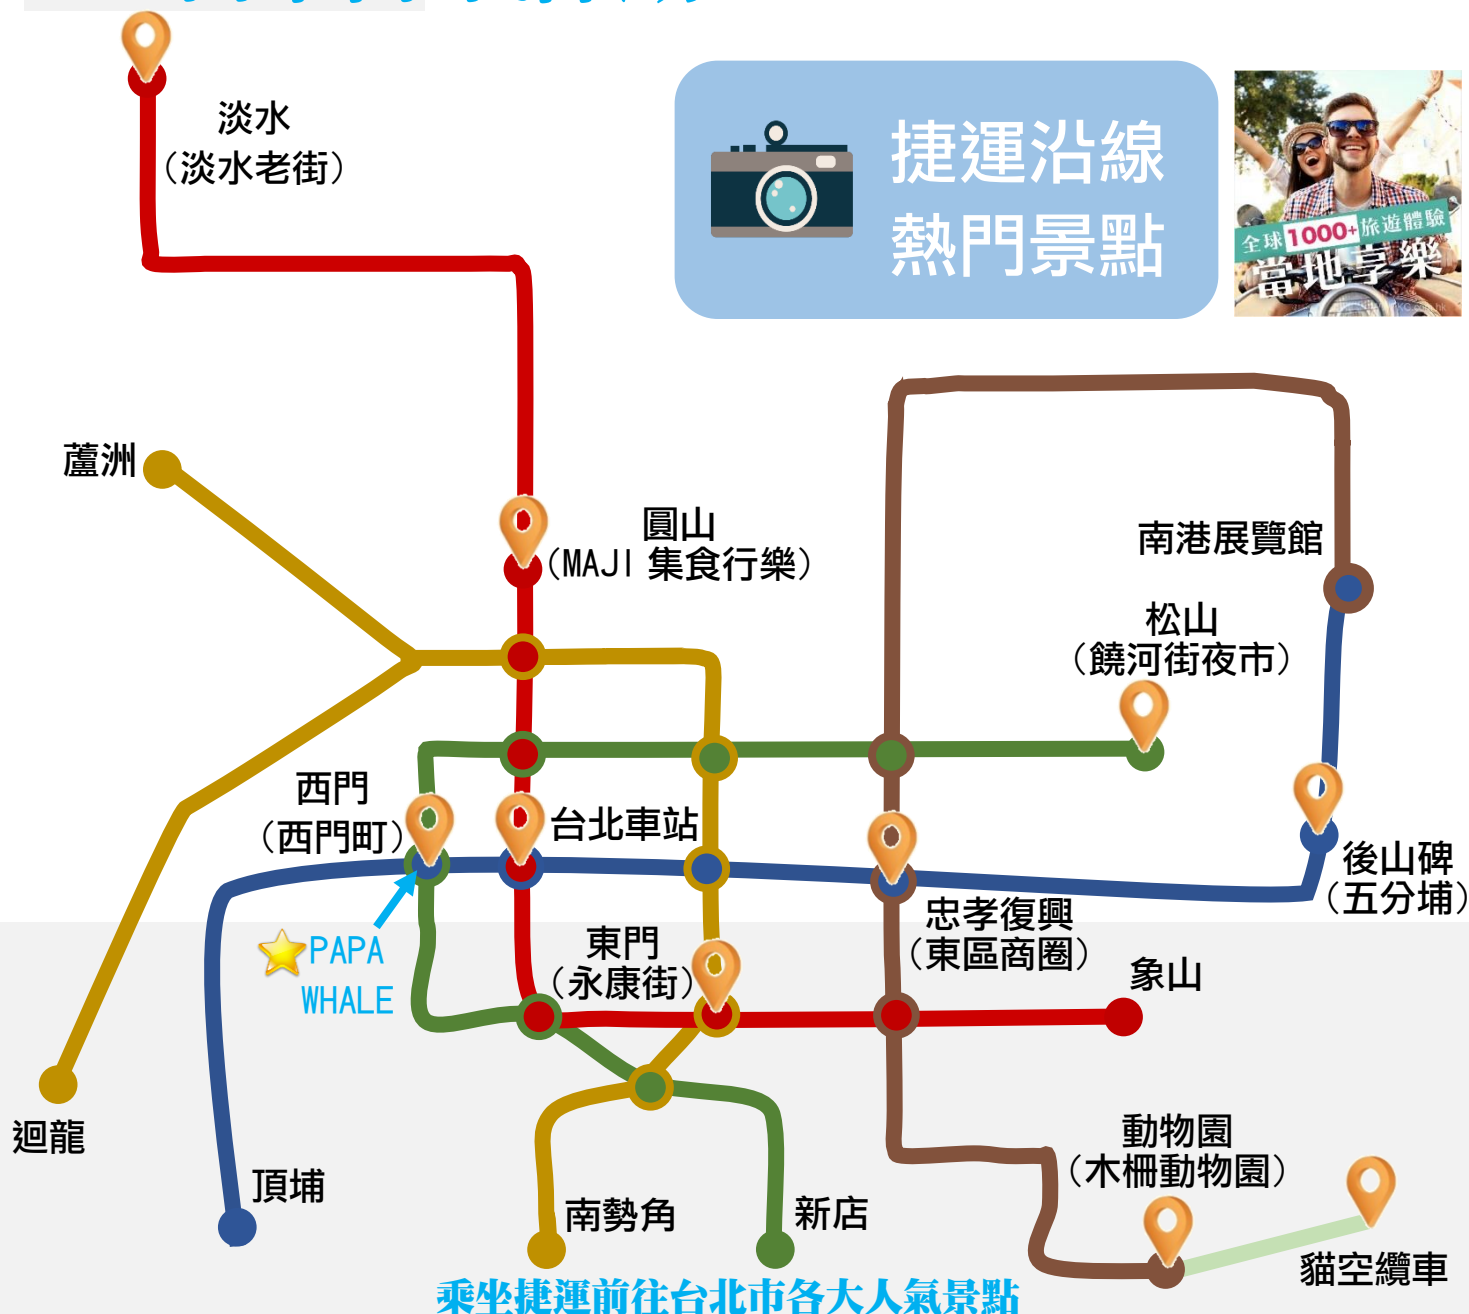 淡水
(淡水老街)
捷運沿線
熱門景點
全球1000+旅遊體驗
當地享樂
蘆洲
圓山
(MAJI 集食行樂)
南港展覽館
松山
(饒河街夜市)
西門
(西門町)
台北車站
後山碑
(五分埔)
忠孝復興
(東區商圈)
PAPA
WHALE
東門
(永康街)
象山
迴龍
頂埔
南勢角
新店
動物園
(木柵動物園)
貓空纜車
乘坐捷運前往台北市各大人氣景點